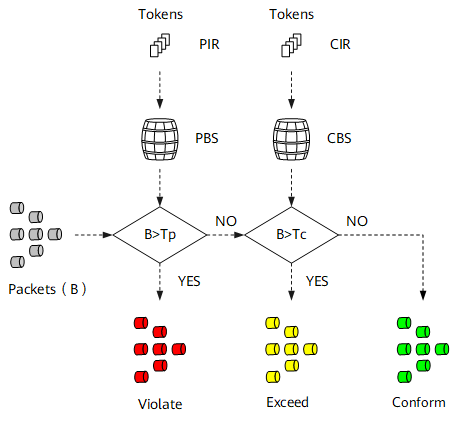 Tokens Tokens
PIR CIR
PBS CBS
B>Tp NO B>Tc NO
YES YES
Packets ( B )
Violate Exceed Conform